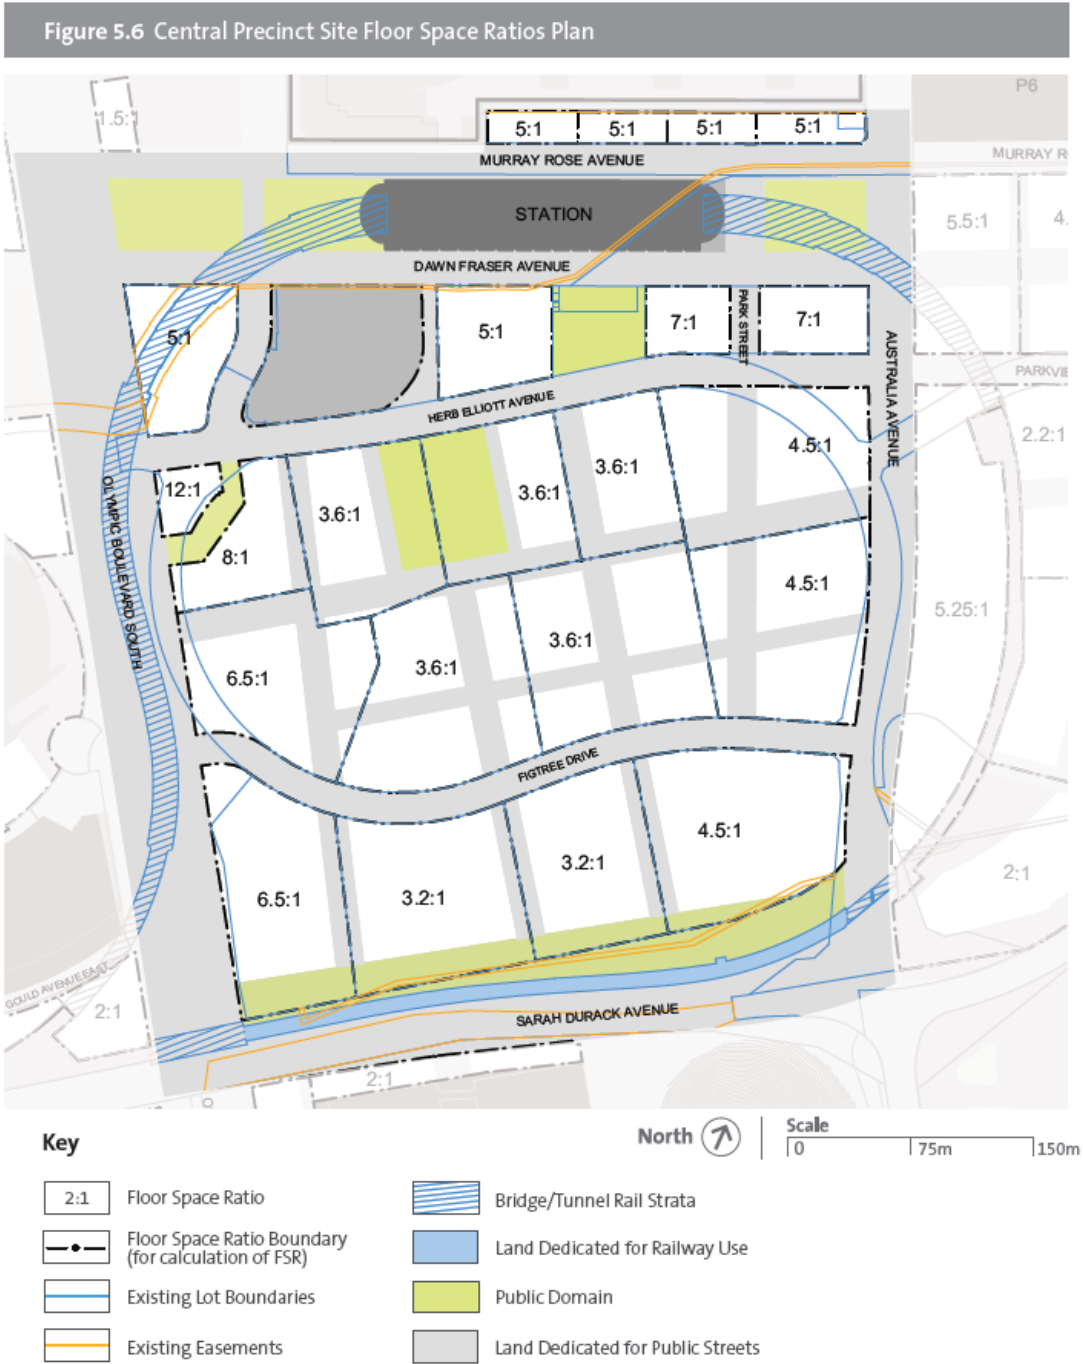 Figure 5.6 Central Precinct Site Floor Space Ratios Plan
P6
1.5:1
5:1
5:1
5:1
5:1
MURRAY ROSE AVENUE
MURRAY R
STATION
5.5:1
4.
DAWN FRASER AVENUE
5:1
5:1
7:1
PARK STREET
7:1
AUSTRALIA AVENUE
PARKVIE
HERB ELLIOTT AVENUE
2.2:1
4.5:1
3.6:1
12:1
3.6:1
3.6:1
OLYMPIC BOULEVARD SOUTH
8:1
4.5:1
5.25:1
3.6:1
3.6:1
6.5:1
FIGTREE DRIVE
4.5:1
3.2:1
2:1
6.5:1
3.2:1
GOULD AVENUE EAST
2:1
SARAH DURACK AVENUE
2:1
North
Scale
0 75m 150m
Key
2:1 Floor Space Ratio
Floor Space Ratio Boundary
(for calculation of FSR)
Existing Lot Boundaries
Existing Easements
Bridge/Tunnel Rail Strata
Land Dedicated for Railway Use
Public Domain
Land Dedicated for Public Streets